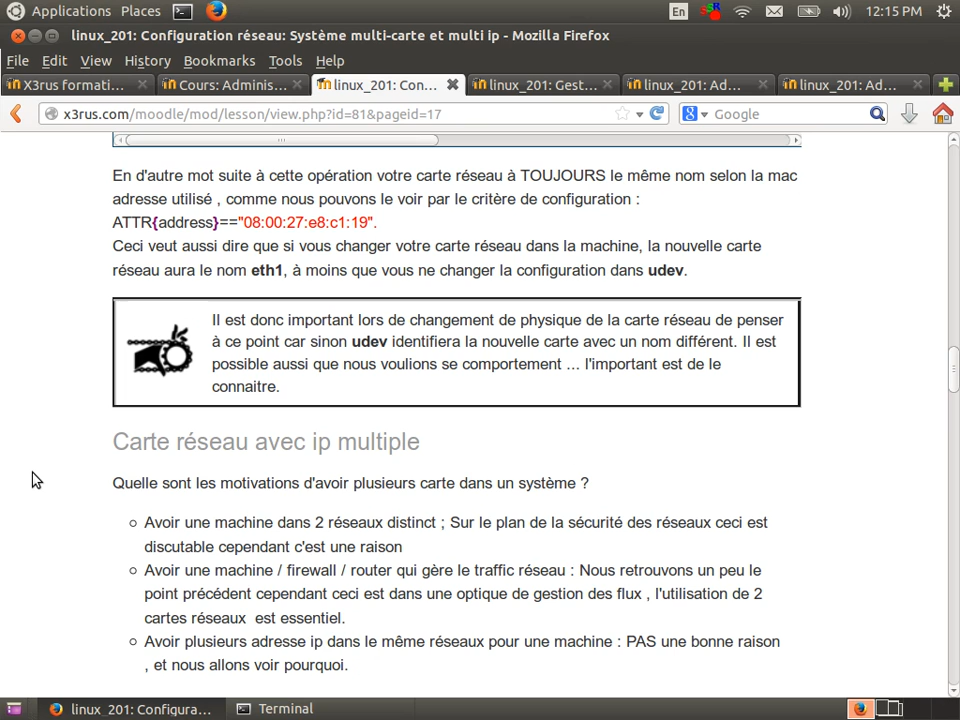 Applications Places En 12:15 PM
linux_201: Configuration réseau: Système multi-carte et multi ip - Mozilla Firefox
File Edit View History Bookmarks Tools Help
X3rus formati... Cours: Adminis... linux_201: Con... linux_201: Gest... linux_201: Ad... linux_201: Ad...
x3rus.com/moodle/mod/lesson/view.php?id=81&pageid=17 Google
En d'autre mot suite à cette opération votre carte réseau à TOUJOURS le même nom selon la mac
adresse utilisé , comme nous pouvons le voir par le critère de configuration :
ATTR{address}=="08:00:27:e8:c1:19".
Ceci veut aussi dire que si vous changer votre carte réseau dans la machine, la nouvelle carte
réseau aura le nom eth1, à moins que vous ne changer la configuration dans udev.
Il est donc important lors de changement de physique de la carte réseau de penser
à ce point car sinon udev identifiera la nouvelle carte avec un nom différent. Il est
possible aussi que nous voulions se comportement ... l'important est de le
connaitre.
Carte réseau avec ip multiple
Quelle sont les motivations d'avoir plusieurs carte dans un système ?
Avoir une machine dans 2 réseaux distinct ; Sur le plan de la sécurité des réseaux ceci est
discutable cependant c'est une raison
Avoir une machine / firewall / router qui gère le traffic réseau : Nous retrouvons un peu le
point précédent cependant ceci est dans une optique de gestion des flux , l'utilisation de 2
cartes réseaux est essentiel.
Avoir plusieurs adresse ip dans le même réseaux pour une machine : PAS une bonne raison
, et nous allons voir pourquoi.
linux_201: Configura... Terminal